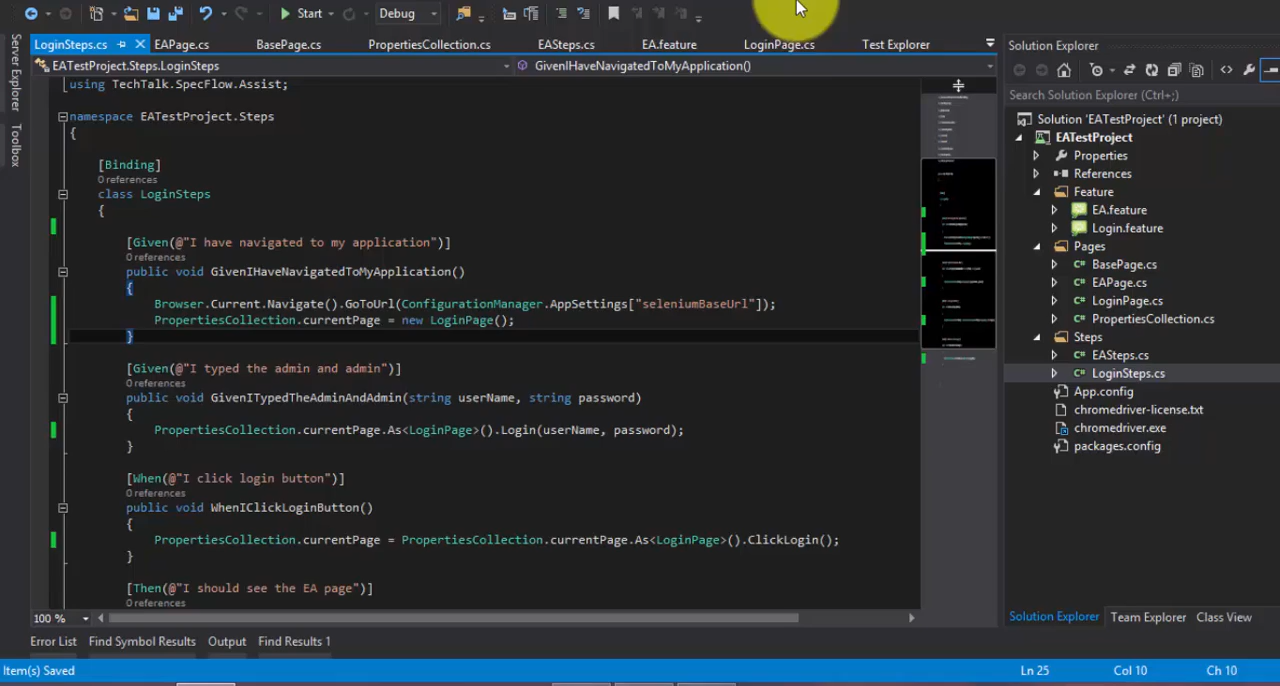 Start
Debug
LoginSteps.cs
EAPage.cs
BasePage.cs
PropertiesCollection.cs
EASteps.cs
EA.feature
LoginPage.cs
Test Explorer
EATestProject.Steps.LoginSteps
GivenIHaveNavigatedToMyApplication()
Server Explorer
Toolbox
using TechTalk.SpecFlow.Assist;
namespace EATestProject.Steps
{
[Binding]
0 references
class LoginSteps
{
[Given(@"I have navigated to my application")]
0 references
public void GivenIHaveNavigatedToMyApplication()
{
Browser.Current.Navigate().GoToUrl(ConfigurationManager.AppSettings["seleniumBaseUrl"]);
PropertiesCollection.currentPage = new LoginPage();
}
[Given(@"I typed the admin and admin")]
0 references
public void GivenITypedTheAdminAndAdmin(string userName, string password)
{
PropertiesCollection.currentPage.As<LoginPage>().Login(userName, password);
}
[When(@"I click login button")]
0 references
public void WhenIClickLoginButton()
{
PropertiesCollection.currentPage = PropertiesCollection.currentPage.As<LoginPage>().ClickLogin();
}
[Then(@"I should see the EA page")]
0 references
100 %
Error List
Find Symbol Results
Output
Find Results 1
Item(s) Saved
Ln 25
Col 10
Ch 10
Solution Explorer
Search Solution Explorer (Ctrl+;)
Solution 'EATestProject' (1 project)
EATestProject
Properties
References
Feature
EA.feature
Login.feature
Pages
BasePage.cs
EAPage.cs
LoginPage.cs
PropertiesCollection.cs
Steps
EASteps.cs
LoginSteps.cs
App.config
chromedriver-license.txt
chromedriver.exe
packages.config
Solution Explorer
Team Explorer
Class View